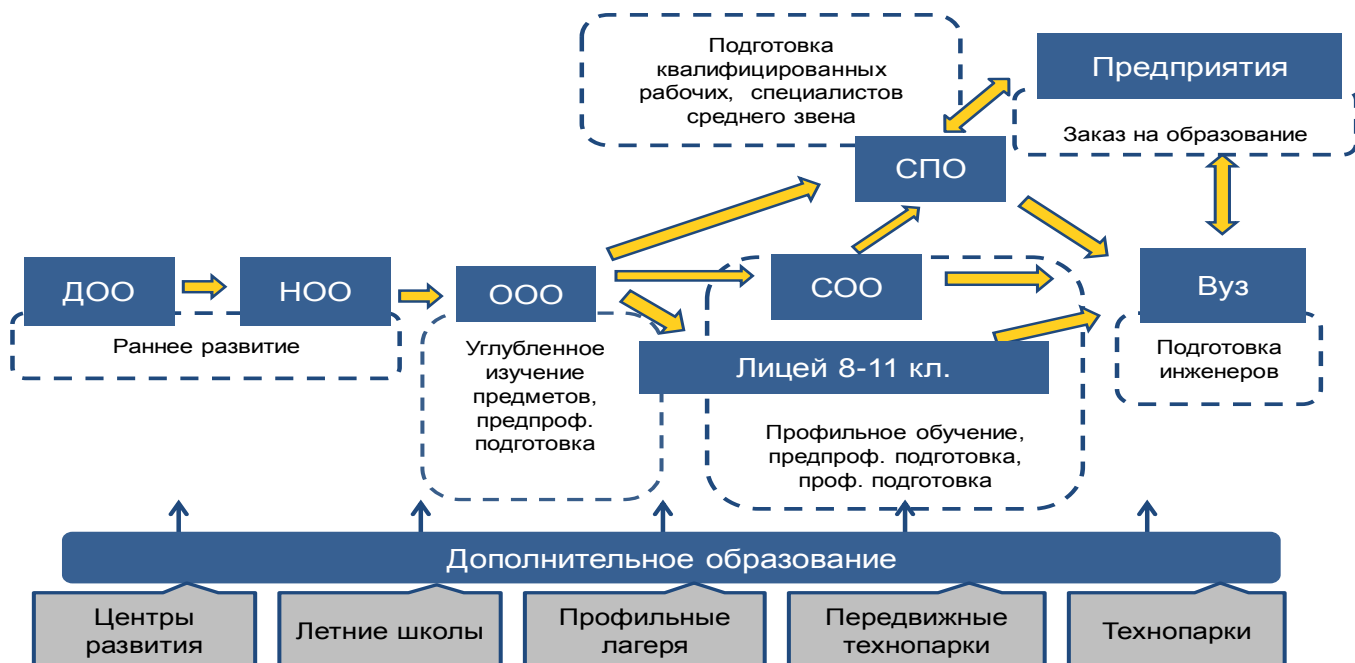 Подготовка
квалифицированных
рабочих, специалистов
среднего звена
Предприятия
Заказ на образование
СПО
ДОО
НОО
ООО
СОО
Вуз
Раннее развитие
Углубленное
изучение
предметов,
предпроф.
подготовка
Лицей 8-11 кл.
Подготовка
инженеров
Профильное обучение,
предпроф. подготовка,
проф. подготовка
Дополнительное образование
Центры
развития
Летние школы
Профильные
лагеря
Передвижные
технопарки
Технопарки